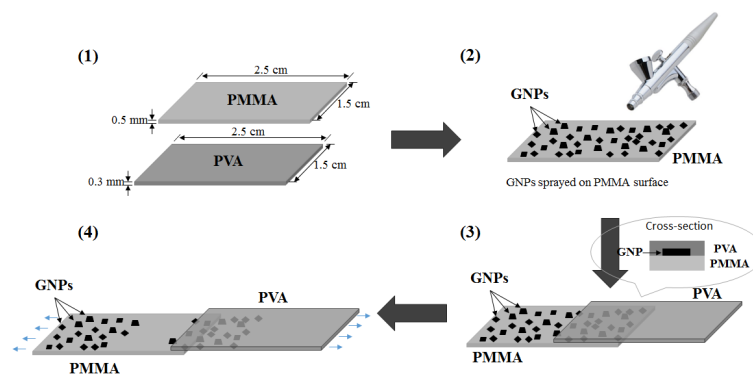 (1)
2.5 cm
PMMA
1.5 cm
0.5 mm
2.5 cm
PVA
1.5 cm
0.3 mm
(2)
GNPs
PMMA
GNPs sprayed on PMMA surface
(3)
Cross-section
GNP
PVA
PMMA
GNPs
PVA
PMMA
(4)
GNPs
PVA
PMMA